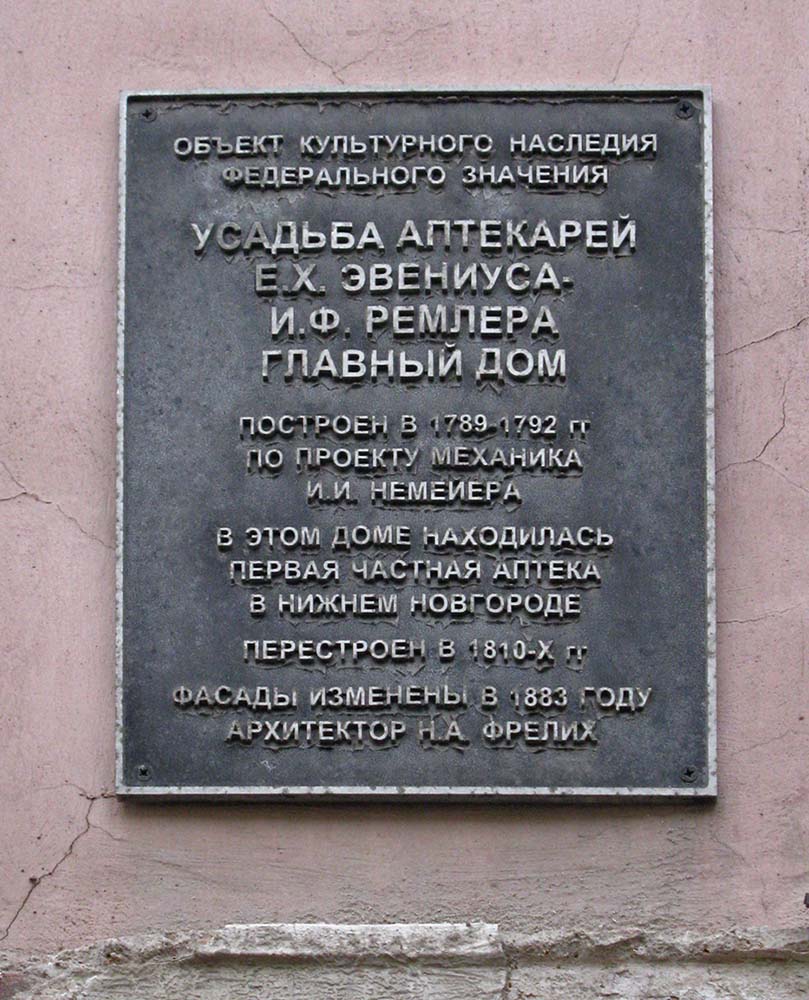 ОБЪЕКТ КУЛЬТУРНОГО НАСЛЕДИЯ
ФЕДЕРАЛЬНОГО ЗНАЧЕНИЯ
УСАДЬБА АПТЕКАРЕЙ
Е.Х. ЭВЕНИУСА-
И.Ф. РЕМЛЕРА
ГЛАВНЫЙ ДОМ
ПОСТРОЕН В 1789-1792 гг
ПО ПРОЕКТУ МЕХАНИКА
И.И. НЕМЕЙЕРА
В ЭТОМ ДОМЕ НАХОДИЛАСЬ
ПЕРВАЯ ЧАСТНАЯ АПТЕКА
В НИЖНЕМ НОВГОРОДЕ
ПЕРЕСТРОЕН В 1810-Х гг
ФАСАДЫ ИЗМЕНЕНЫ В 1883 ГОДУ
АРХИТЕКТОР Н.А. ФРЕЛИХ